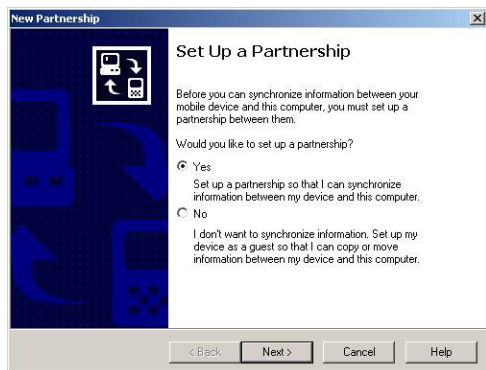 New Partnership
Set Up a Partnership
Before you can synchronize information between your
mobile device and this computer, you must set up a
partnership between them.
Would you like to set up a partnership?
Yes
Set up a partnership so that I can synchronize
information between my device and this computer.
No
I don't want to synchronize information. Set up my
device as a guest so that I can copy or move
information between my device and this computer.
< Back Next > Cancel Help